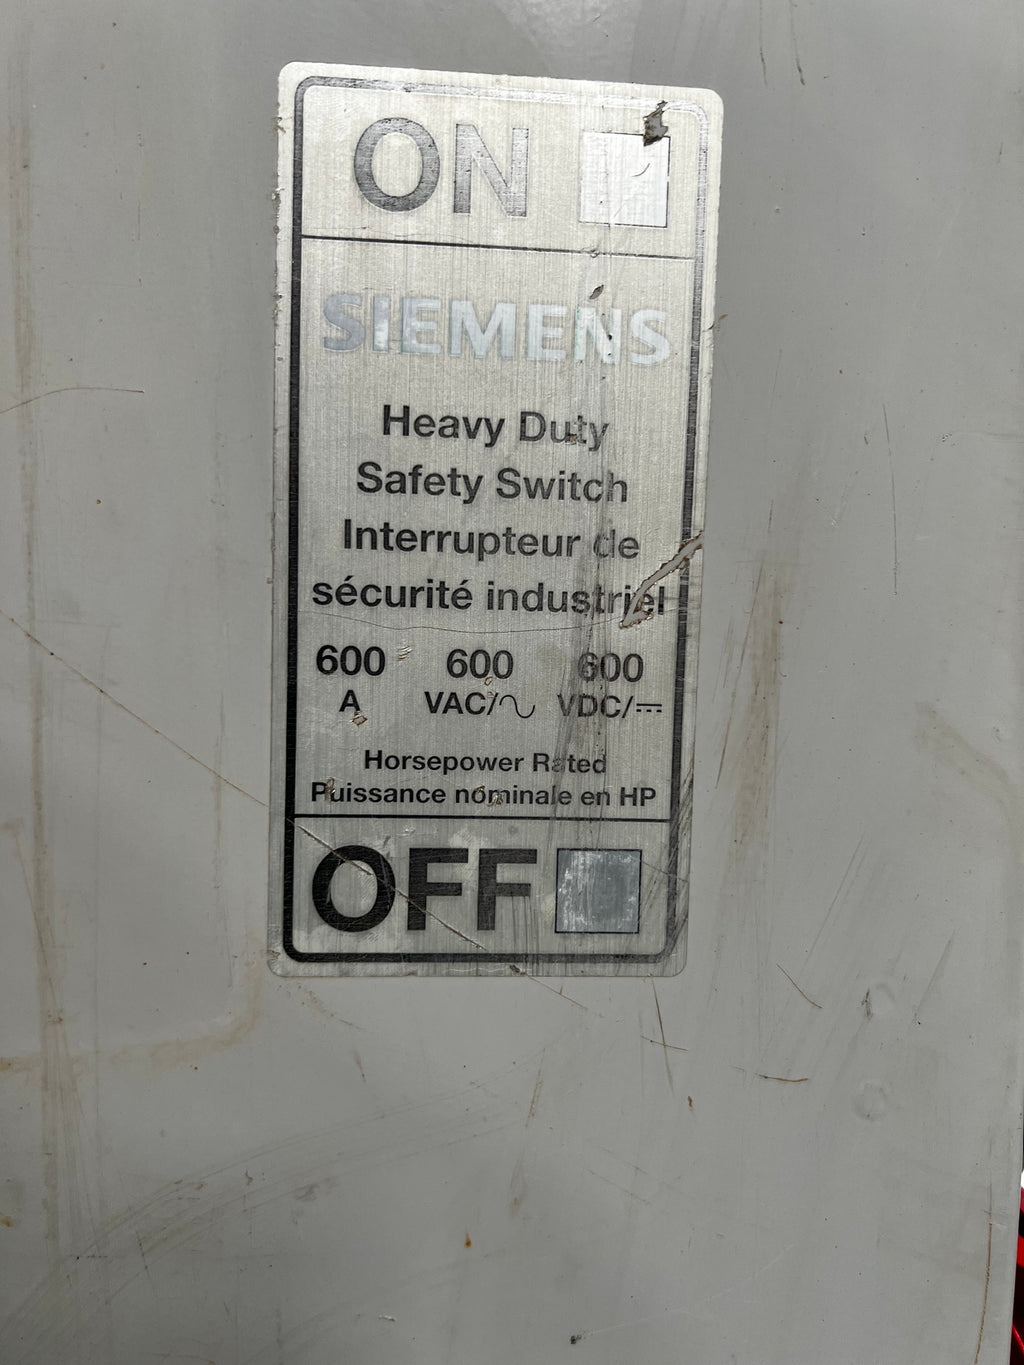 ON
SIEMENS
Heavy Duty
Safety Switch
Interrupteur de
sécurité industriel
600 600 600
A VAC/∿ VDC/⎓
Horsepower Rated
Puissance nominale en HP
OFF